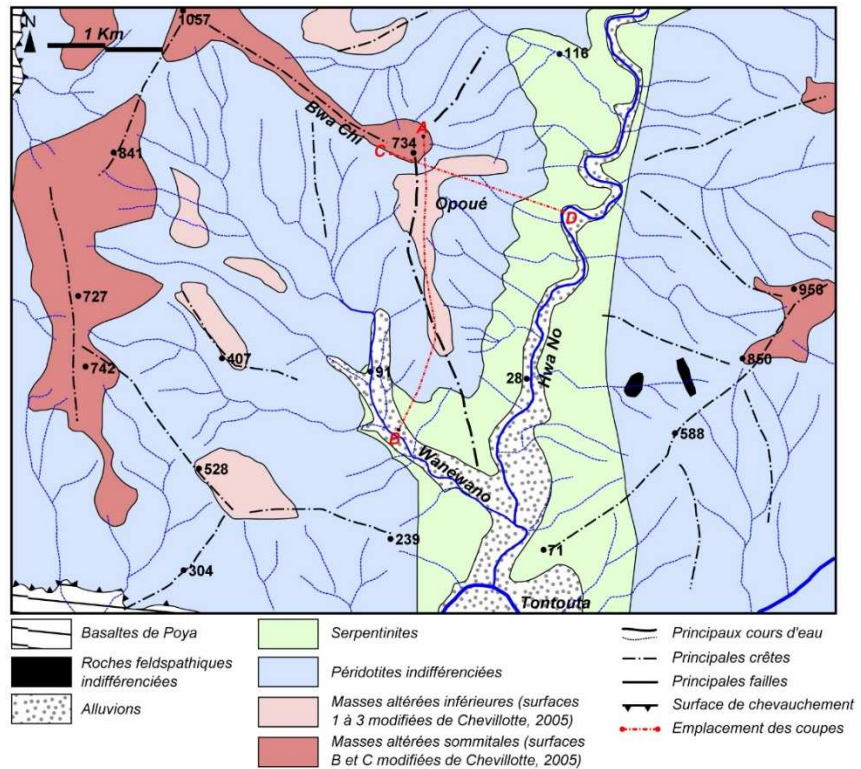 1057
N
1 Km
116
Bwa Chi
A
734
C
841
Opoué
D
727
956
742
407
91
28
Hwa No
850
588
B
Wanéwano
528
239
71
304
Tontouta
Basaltes de Poya
Roches feldspathiques
indifférenciées
Alluvions
Serpentinites
Péridotites indifférenciées
Masses altérées inférieures (surfaces
1 à 3 modifiées de Chevillotte, 2005)
Masses altérées sommitales (surfaces
B et C modifiées de Chevillotte, 2005)
Principaux cours d'eau
Principales crêtes
Principales failles
Surface de chevauchement
Emplacement des coupes